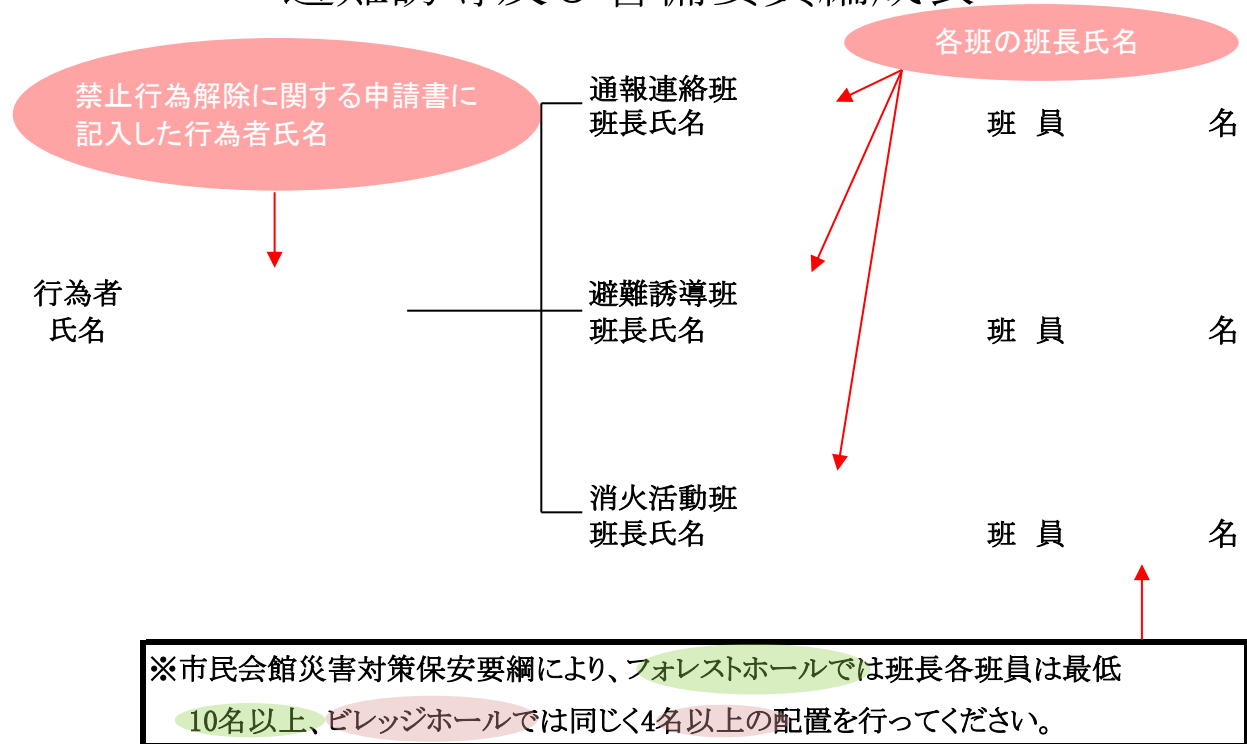 各班の班長氏名
禁止行為解除に関する申請書に
記入した行為者氏名
通報連絡班
班長氏名 班 員 名
行為者
氏名
避難誘導班
班長氏名 班 員 名
消火活動班
班長氏名 班 員 名
※市民会館災害対策保安要綱により、フォレストホールでは班長各班員は最低
10名以上、ビレッジホールでは同じく4名以上の配置を行ってください。